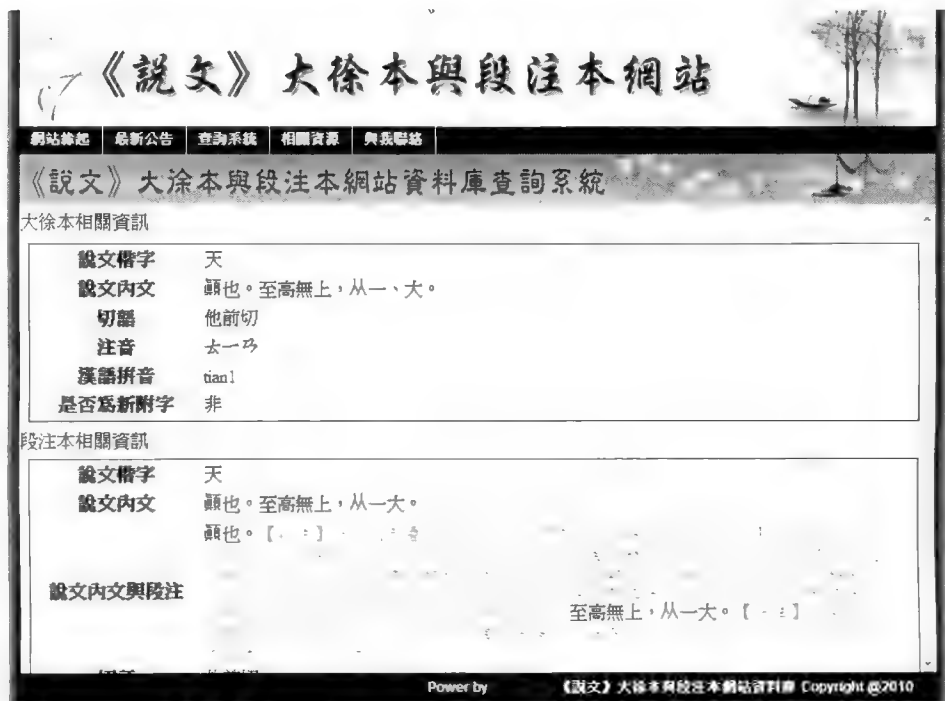 《說文》大徐本與段注本網站
網站緣起 最新公告 查詢系統 相關資源 與我聯絡
《說文》大徐本與段注本網站資料庫查詢系統
大徐本相關資訊
說文楷字 天
說文內文 顚也。至高無上，从一、大。
切語 他前切
注音 ㄊㄧㄢ
漢語拼音 tian1
是否為新附字 非
段注本相關資訊
說文楷字 天
說文內文 顚也。至高無上，从一大。
顚也。【
說文內文與段注
至高無上，从一大。【
Power by 《說文》大徐本與段注本網站資料庫 Copyright @2010